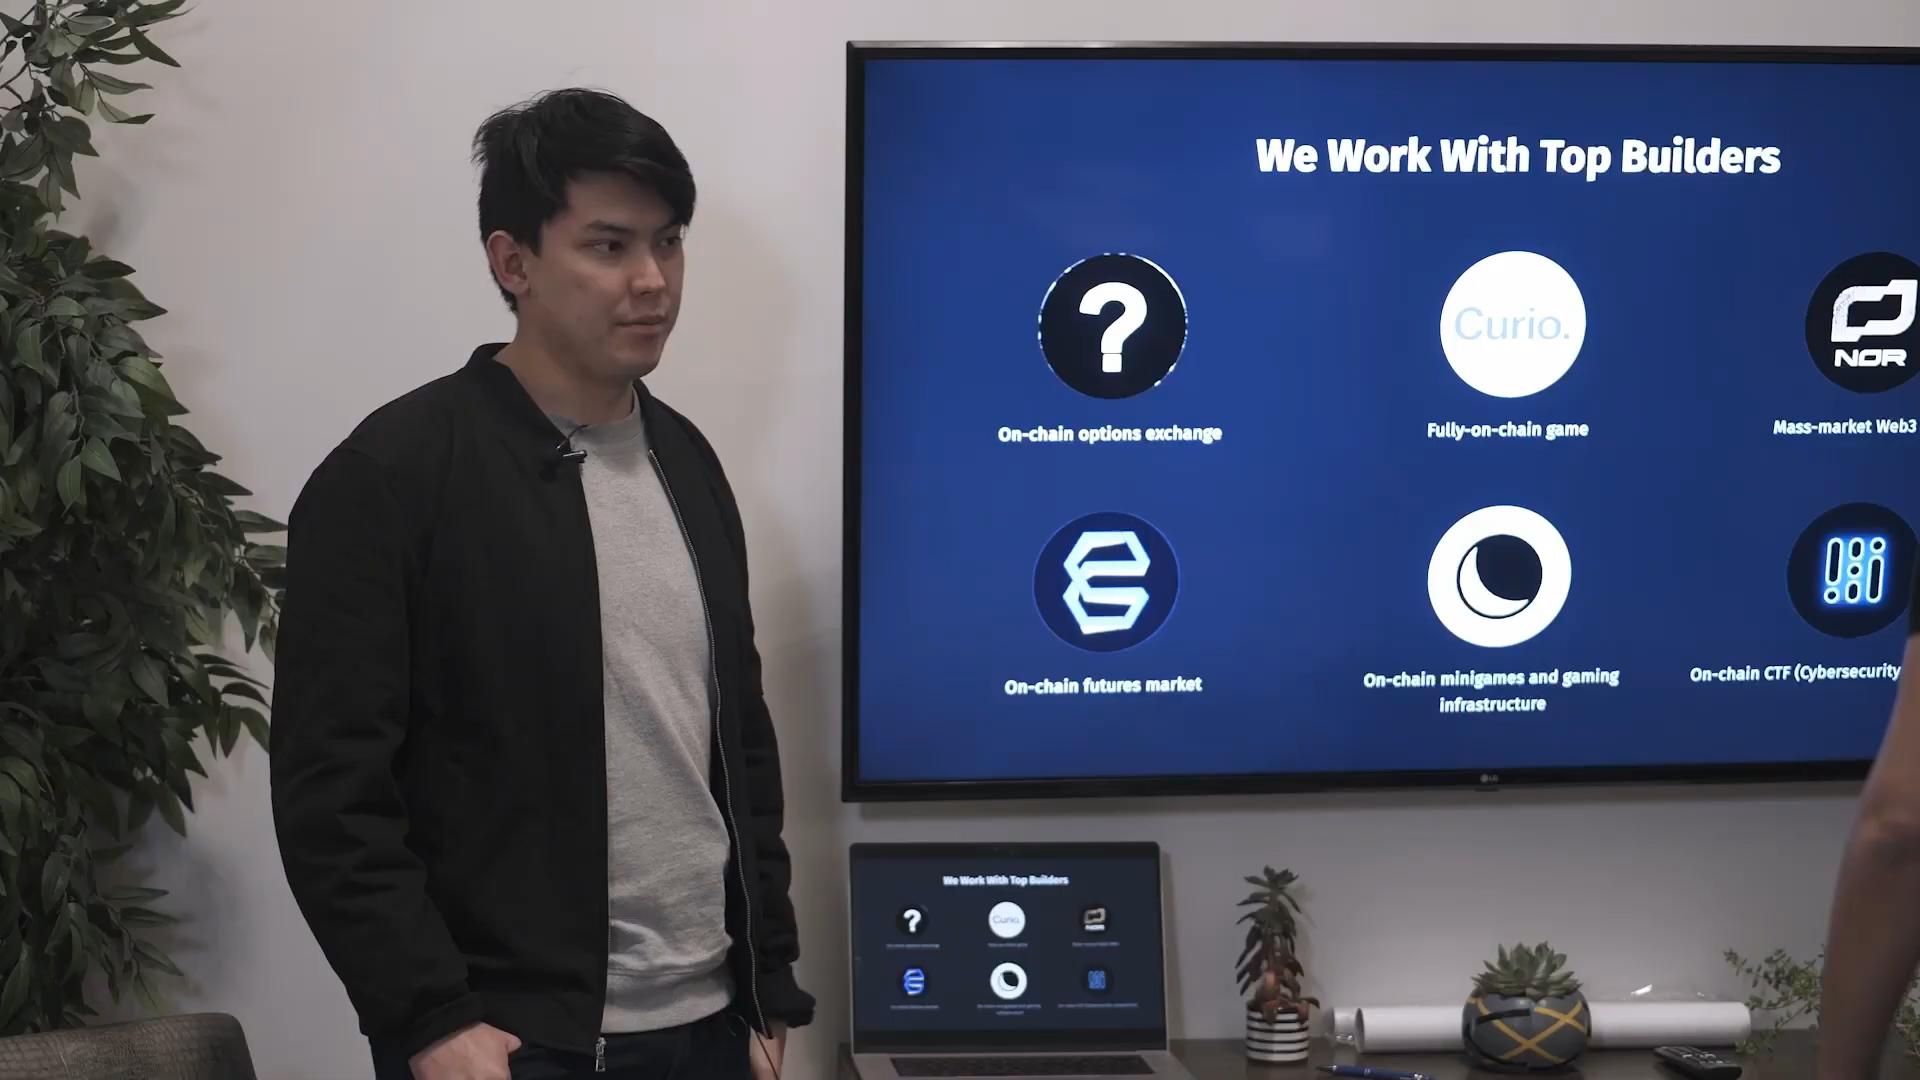 We Work With Top Builders
?
Curio.
NOR
On-chain options exchange
Fully-on-chain game
Mass-market Web3
On-chain futures market
On-chain minigames and gaming
infrastructure
On-chain CTF (Cybersecurity
LG
We Work With Top Builders
?
Curio.
NOR